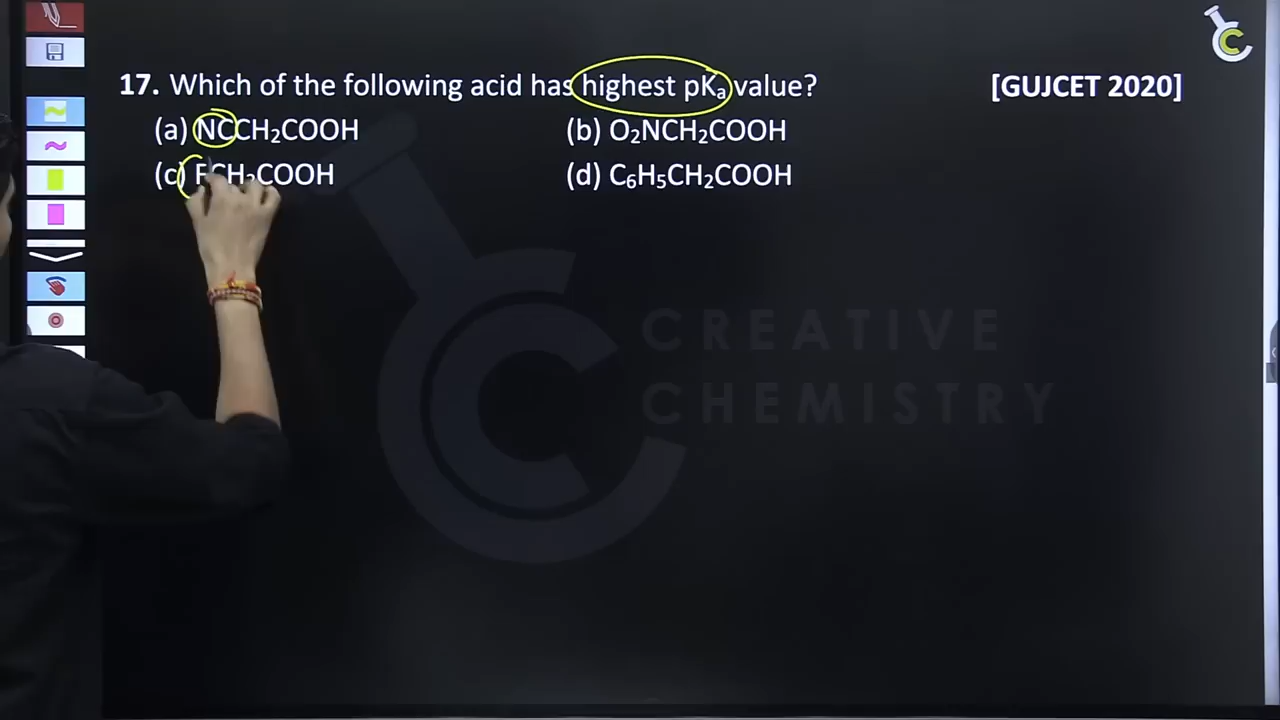 17. Which of the following acid has highest pKₐ value? [GUJCET 2020]
(a) NCCH₂COOH (b) O₂NCH₂COOH
(c) FCH₂COOH (d) C₆H₅CH₂COOH
CREATIVE
CHEMISTRY